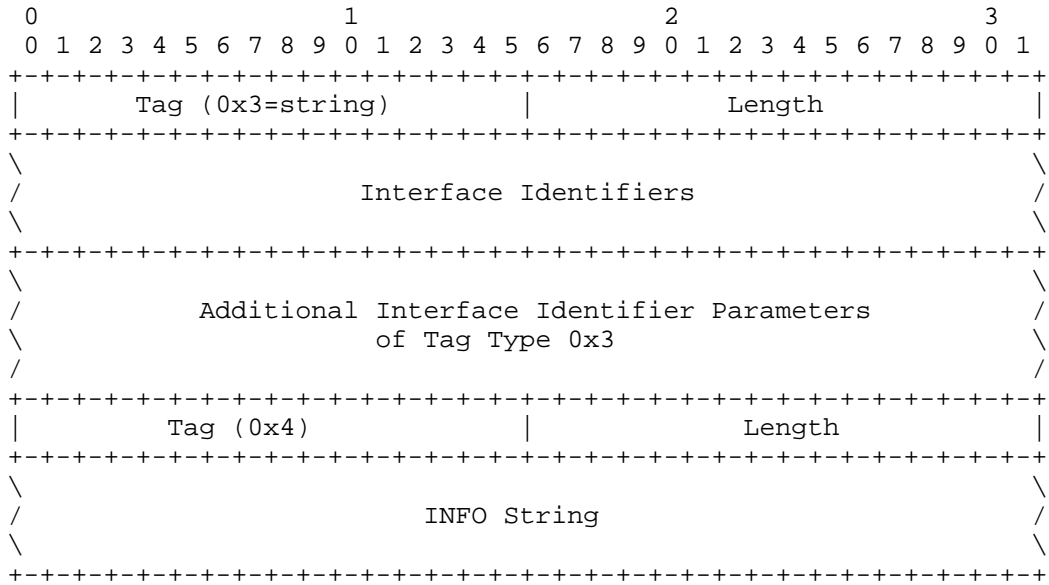 0                   1                   2                   3
 0 1 2 3 4 5 6 7 8 9 0 1 2 3 4 5 6 7 8 9 0 1 2 3 4 5 6 7 8 9 0 1
+-+-+-+-+-+-+-+-+-+-+-+-+-+-+-+-+-+-+-+-+-+-+-+-+-+-+-+-+-+-+-+-+
|       Tag (0x3=string)        |            Length             |
+-+-+-+-+-+-+-+-+-+-+-+-+-+-+-+-+-+-+-+-+-+-+-+-+-+-+-+-+-+-+-+-+
\                                                               \
/                     Interface Identifiers                     /
\                                                               \
+-+-+-+-+-+-+-+-+-+-+-+-+-+-+-+-+-+-+-+-+-+-+-+-+-+-+-+-+-+-+-+-+
\                                                               \
/           Additional Interface Identifier Parameters          /
\                      of Tag Type 0x3                          \
/                                                               /
+-+-+-+-+-+-+-+-+-+-+-+-+-+-+-+-+-+-+-+-+-+-+-+-+-+-+-+-+-+-+-+-+
|         Tag (0x4)             |             Length            |
+-+-+-+-+-+-+-+-+-+-+-+-+-+-+-+-+-+-+-+-+-+-+-+-+-+-+-+-+-+-+-+-+
\                                                               \
/                         INFO String                           /
\                                                               \
+-+-+-+-+-+-+-+-+-+-+-+-+-+-+-+-+-+-+-+-+-+-+-+-+-+-+-+-+-+-+-+-+